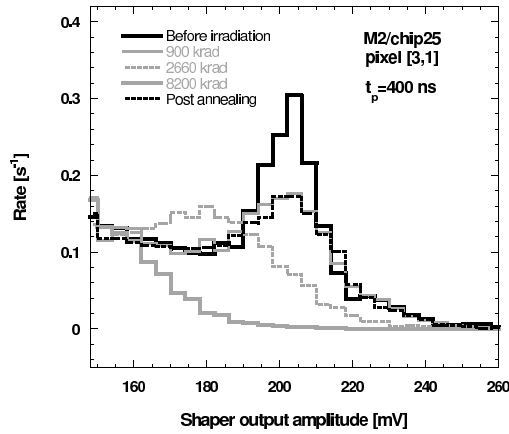 0.4
0.3
0.2
0.1
0
Rate [s-1]
Before irradiation
900 krad
2660 krad
8200 krad
Post annealing
M2/chip25
pixel [3,1]
tp=400 ns
160 180 200 220 240 260
Shaper output amplitude [mV]